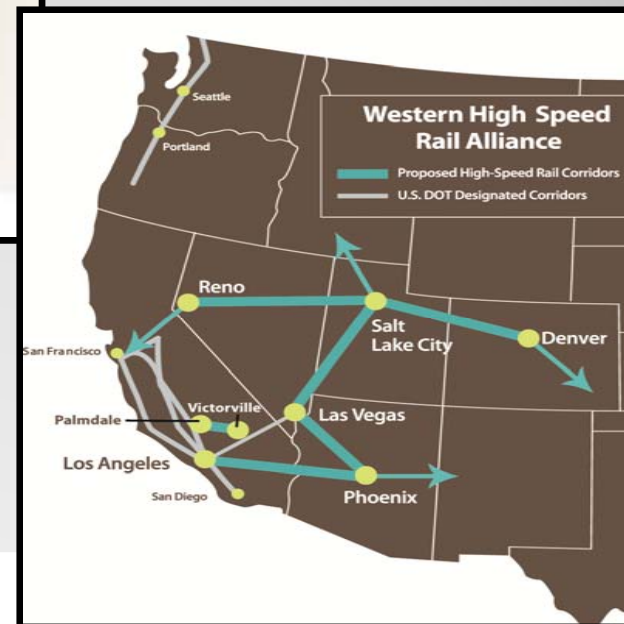 Western High Speed
Rail Alliance
Proposed High-Speed Rail Corridors
U.S. DOT Designated Corridors
Seattle
Portland
Reno
Salt
Lake City
Denver
San Francisco
Victorville
Palmdale
Las Vegas
Los Angeles
Phoenix
San Diego